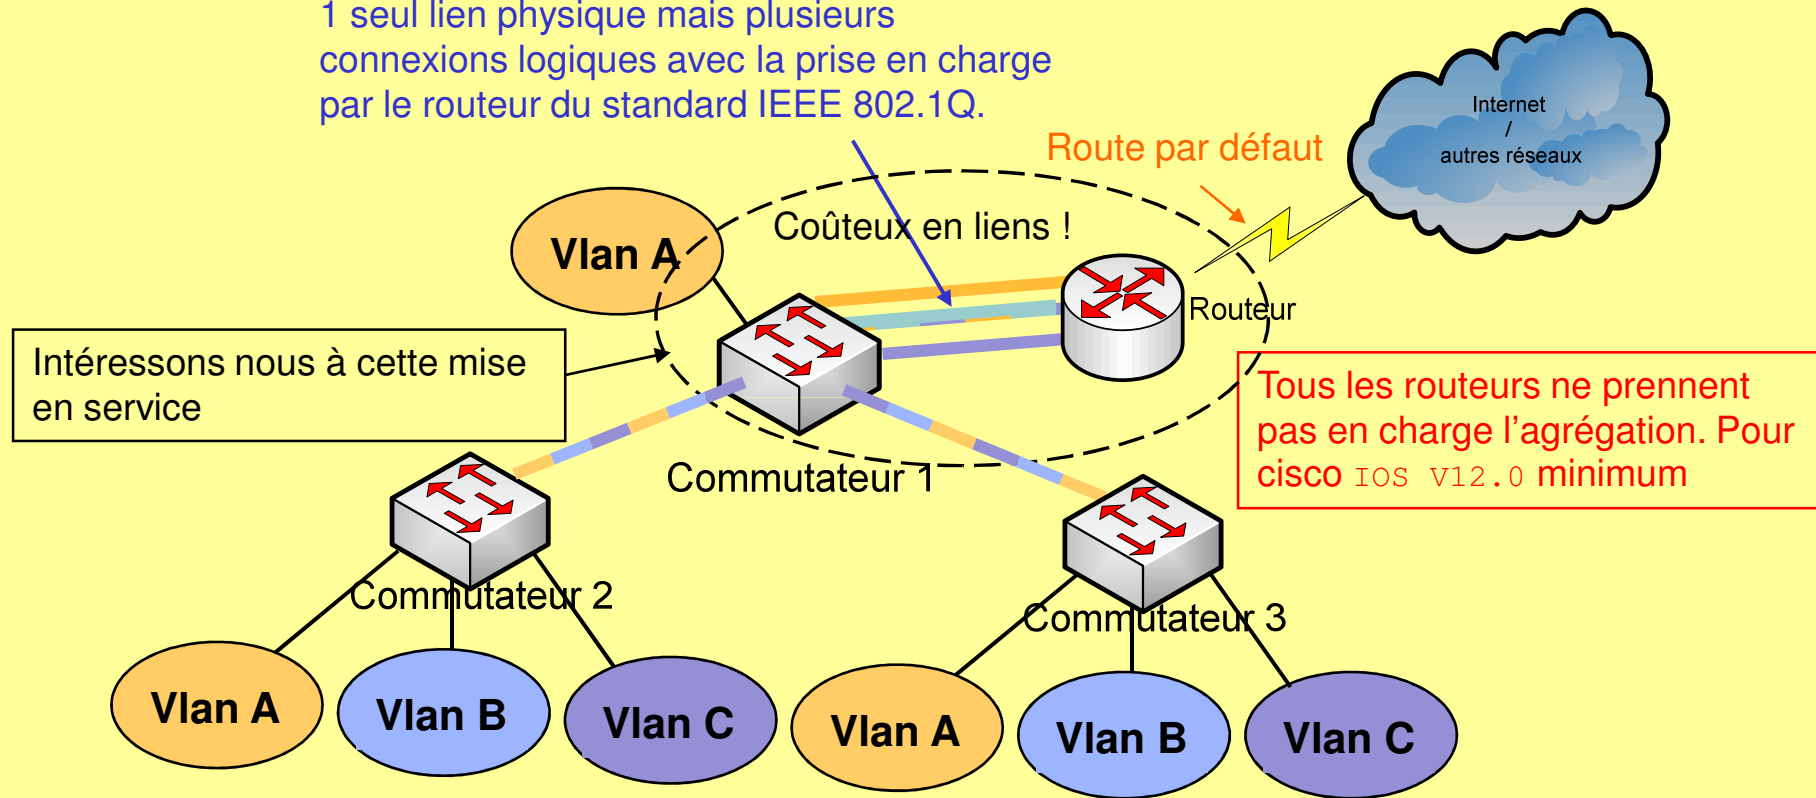 1 seul lien physique mais plusieurs
connexions logiques avec la prise en charge
par le routeur du standard IEEE 802.1Q.
Internet
/
autres réseaux
Route par défaut
Coûteux en liens !
Vlan A
Routeur
Intéressons nous à cette mise
en service
Tous les routeurs ne prennent
pas en charge l’agrégation. Pour
cisco IOS V12.0 minimum
Commutateur 1
Commutateur 2
Commutateur 3
Vlan A
Vlan B
Vlan C
Vlan A
Vlan B
Vlan C